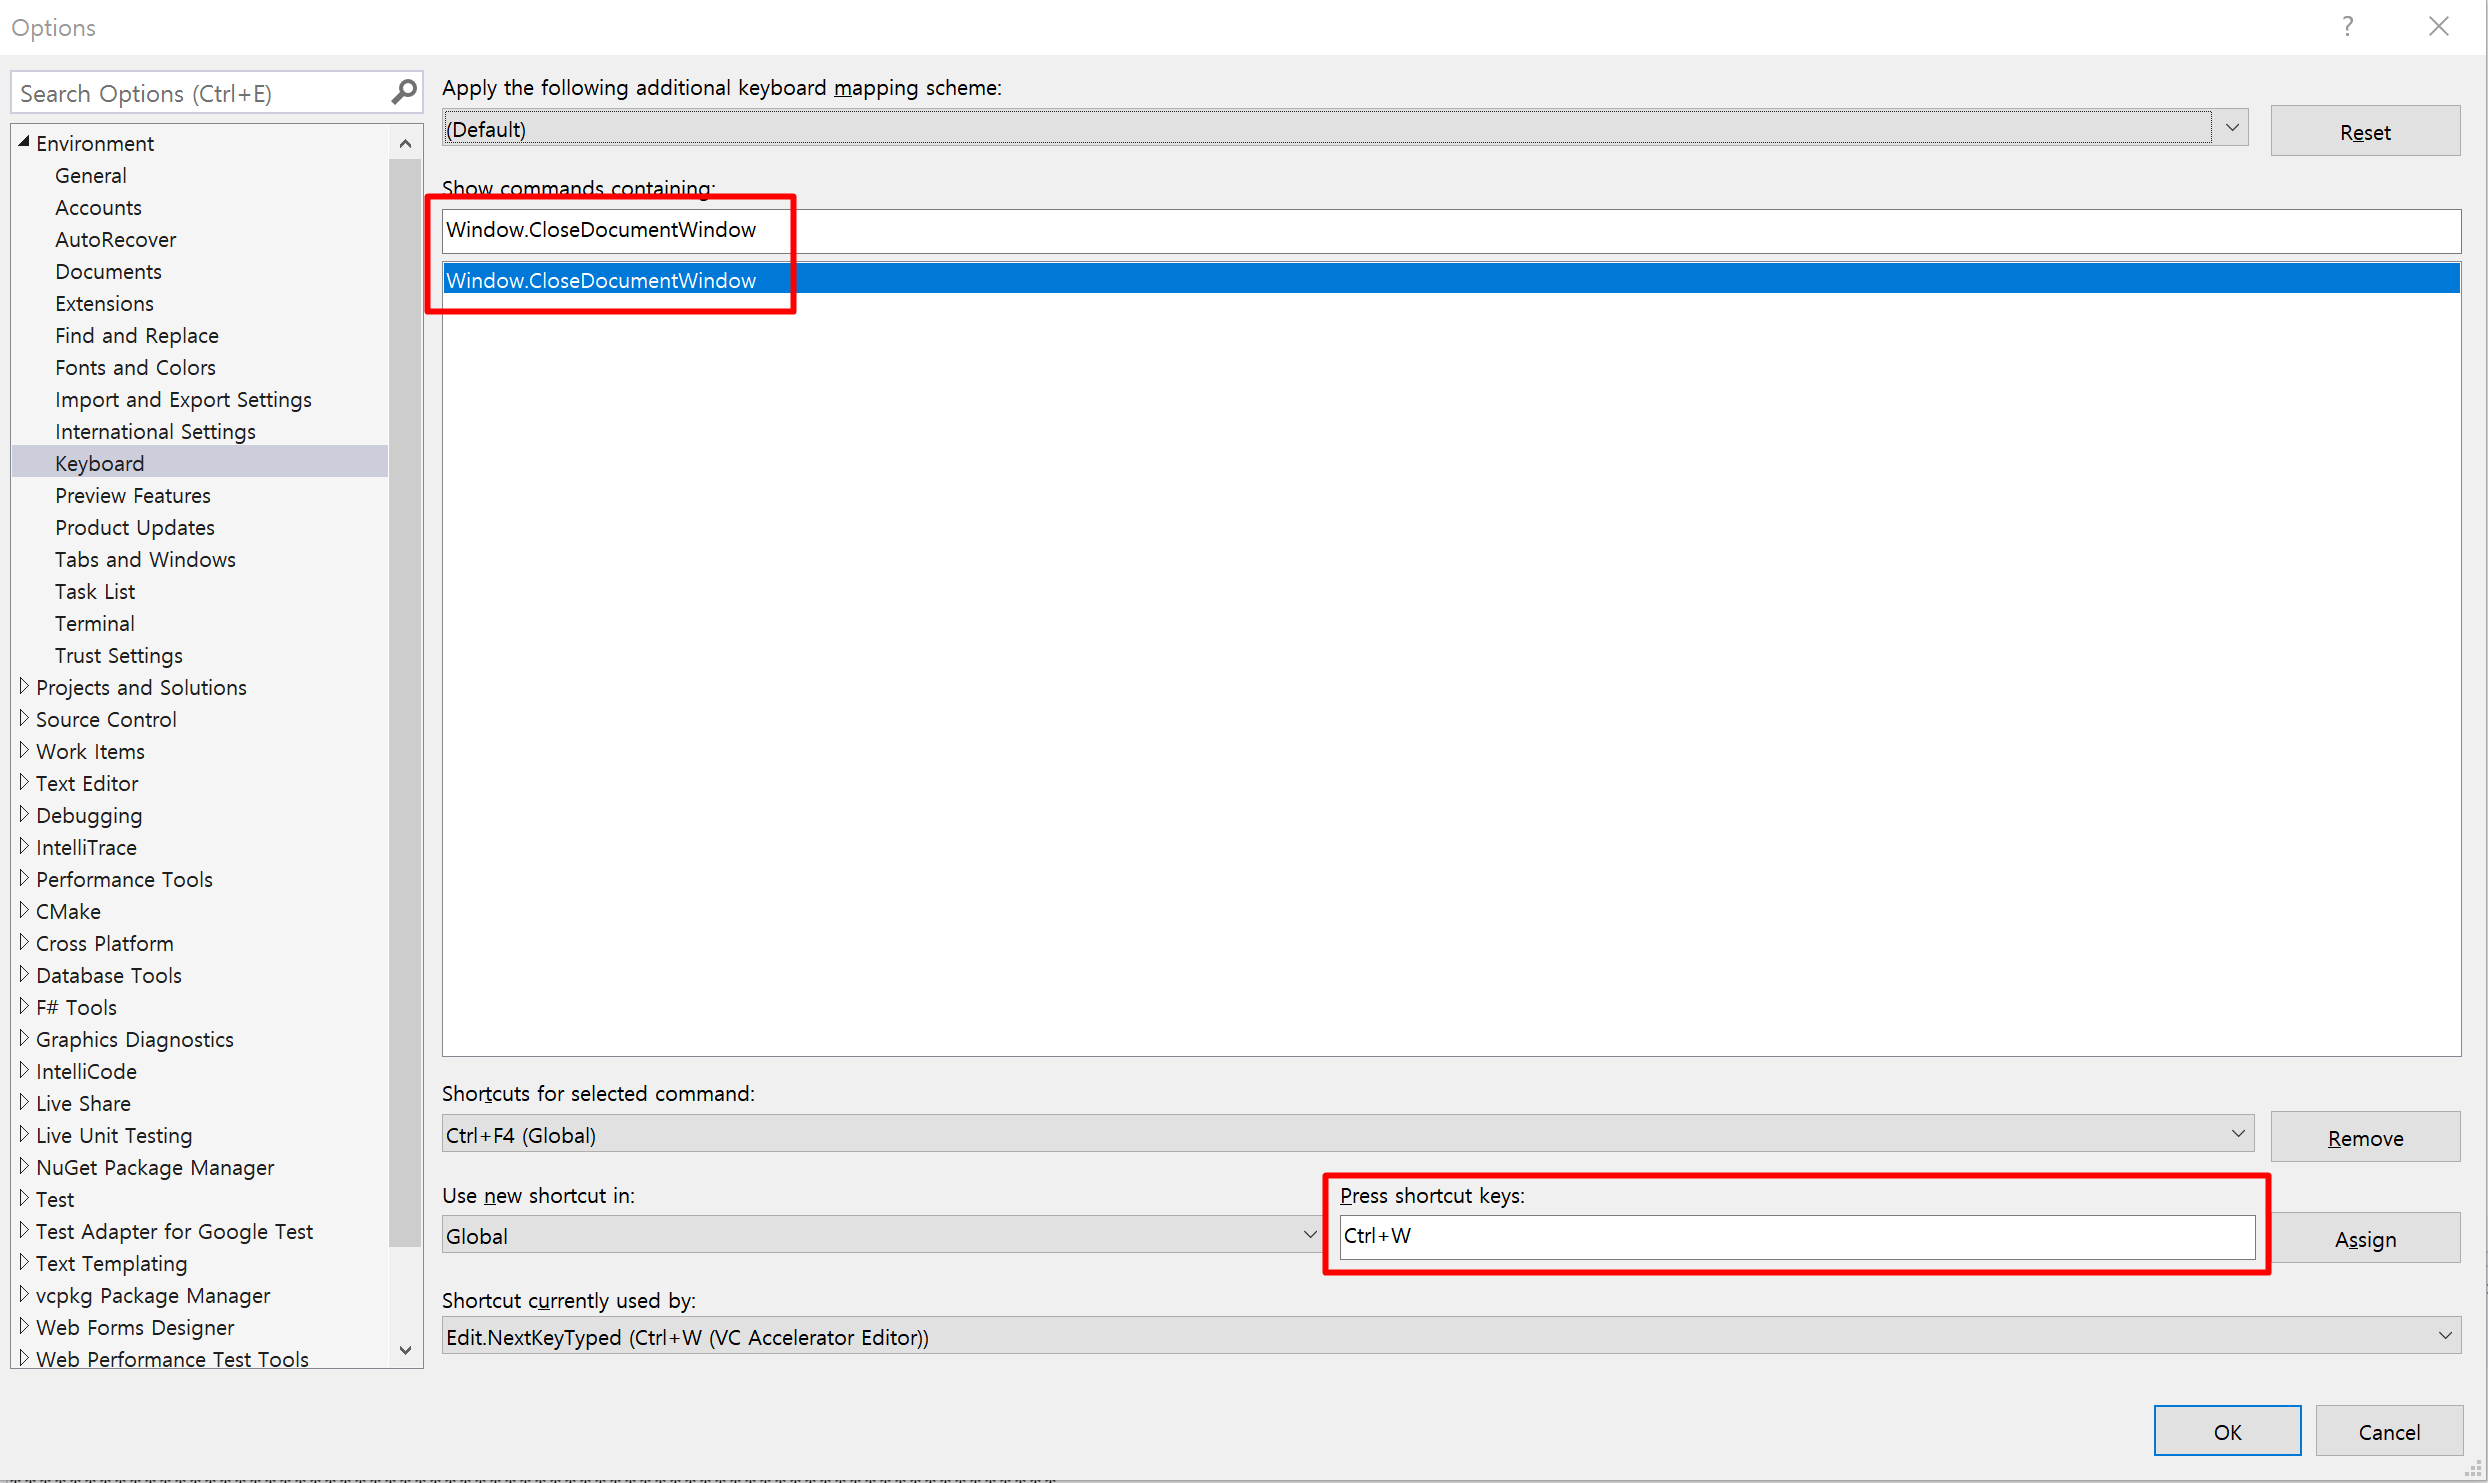 Options
?
Search Options (Ctrl+E)
Environment
General
Accounts
AutoRecover
Documents
Extensions
Find and Replace
Fonts and Colors
Import and Export Settings
International Settings
Keyboard
Preview Features
Product Updates
Tabs and Windows
Task List
Terminal
Trust Settings
Projects and Solutions
Source Control
Work Items
Text Editor
Debugging
IntelliTrace
Performance Tools
CMake
Cross Platform
Database Tools
F# Tools
Graphics Diagnostics
IntelliCode
Live Share
Live Unit Testing
NuGet Package Manager
Test
Test Adapter for Google Test
Text Templating
vcpkg Package Manager
Web Forms Designer
Web Performance Test Tools
Apply the following additional keyboard mapping scheme:
(Default)
Reset
Show commands containing:
Window.CloseDocumentWindow
Window.CloseDocumentWindow
Shortcuts for selected command:
Ctrl+F4 (Global)
Remove
Use new shortcut in:
Press shortcut keys:
Global
Ctrl+W
Assign
Shortcut currently used by:
Edit.NextKeyTyped (Ctrl+W (VC Accelerator Editor))
OK
Cancel